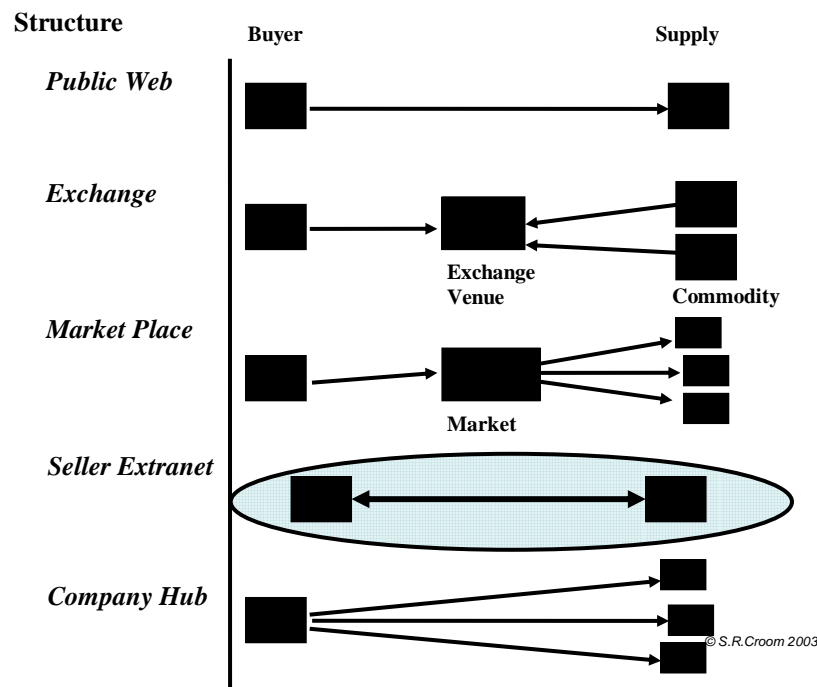 Structure
Buyer
Supply
Public Web
Exchange
Exchange
Venue
Commodity
Market Place
Market
Seller Extranet
Company Hub
© S.R.Croom 2003